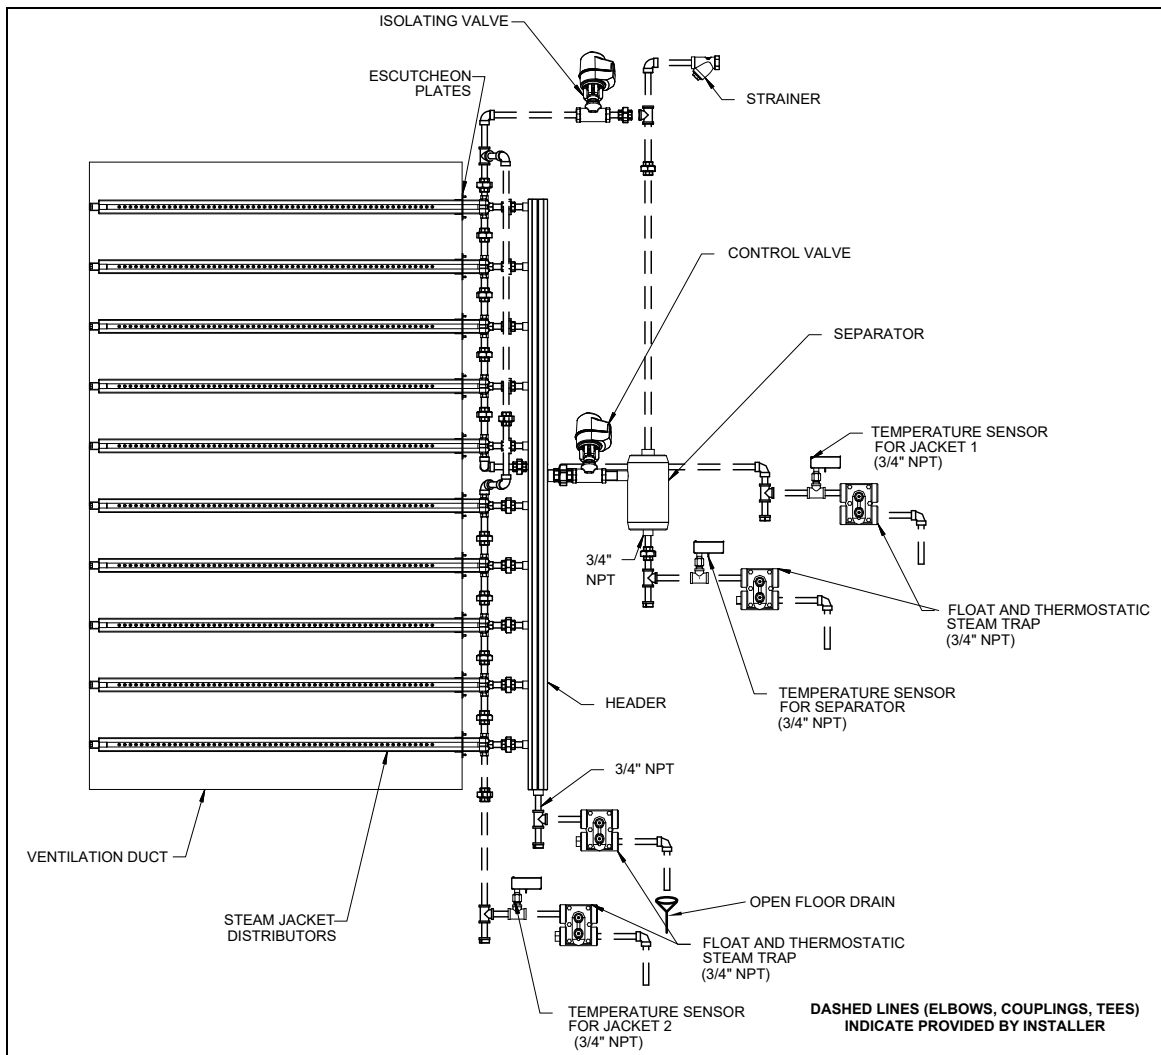 ISOLATING VALVE
ESCUTCHEON
PLATES
STRAINER
CONTROL VALVE
SEPARATOR
TEMPERATURE SENSOR
FOR JACKET 1
(3/4" NPT)
3/4"
NPT
FLOAT AND THERMOSTATIC
STEAM TRAP
(3/4" NPT)
TEMPERATURE SENSOR
FOR SEPARATOR
(3/4" NPT)
HEADER
3/4" NPT
VENTILATION DUCT
STEAM JACKET
DISTRIBUTORS
OPEN FLOOR DRAIN
FLOAT AND THERMOSTATIC
STEAM TRAP
(3/4" NPT)
TEMPERATURE SENSOR
FOR JACKET 2
(3/4" NPT)
DASHED LINES (ELBOWS, COUPLINGS, TEES)
INDICATE PROVIDED BY INSTALLER